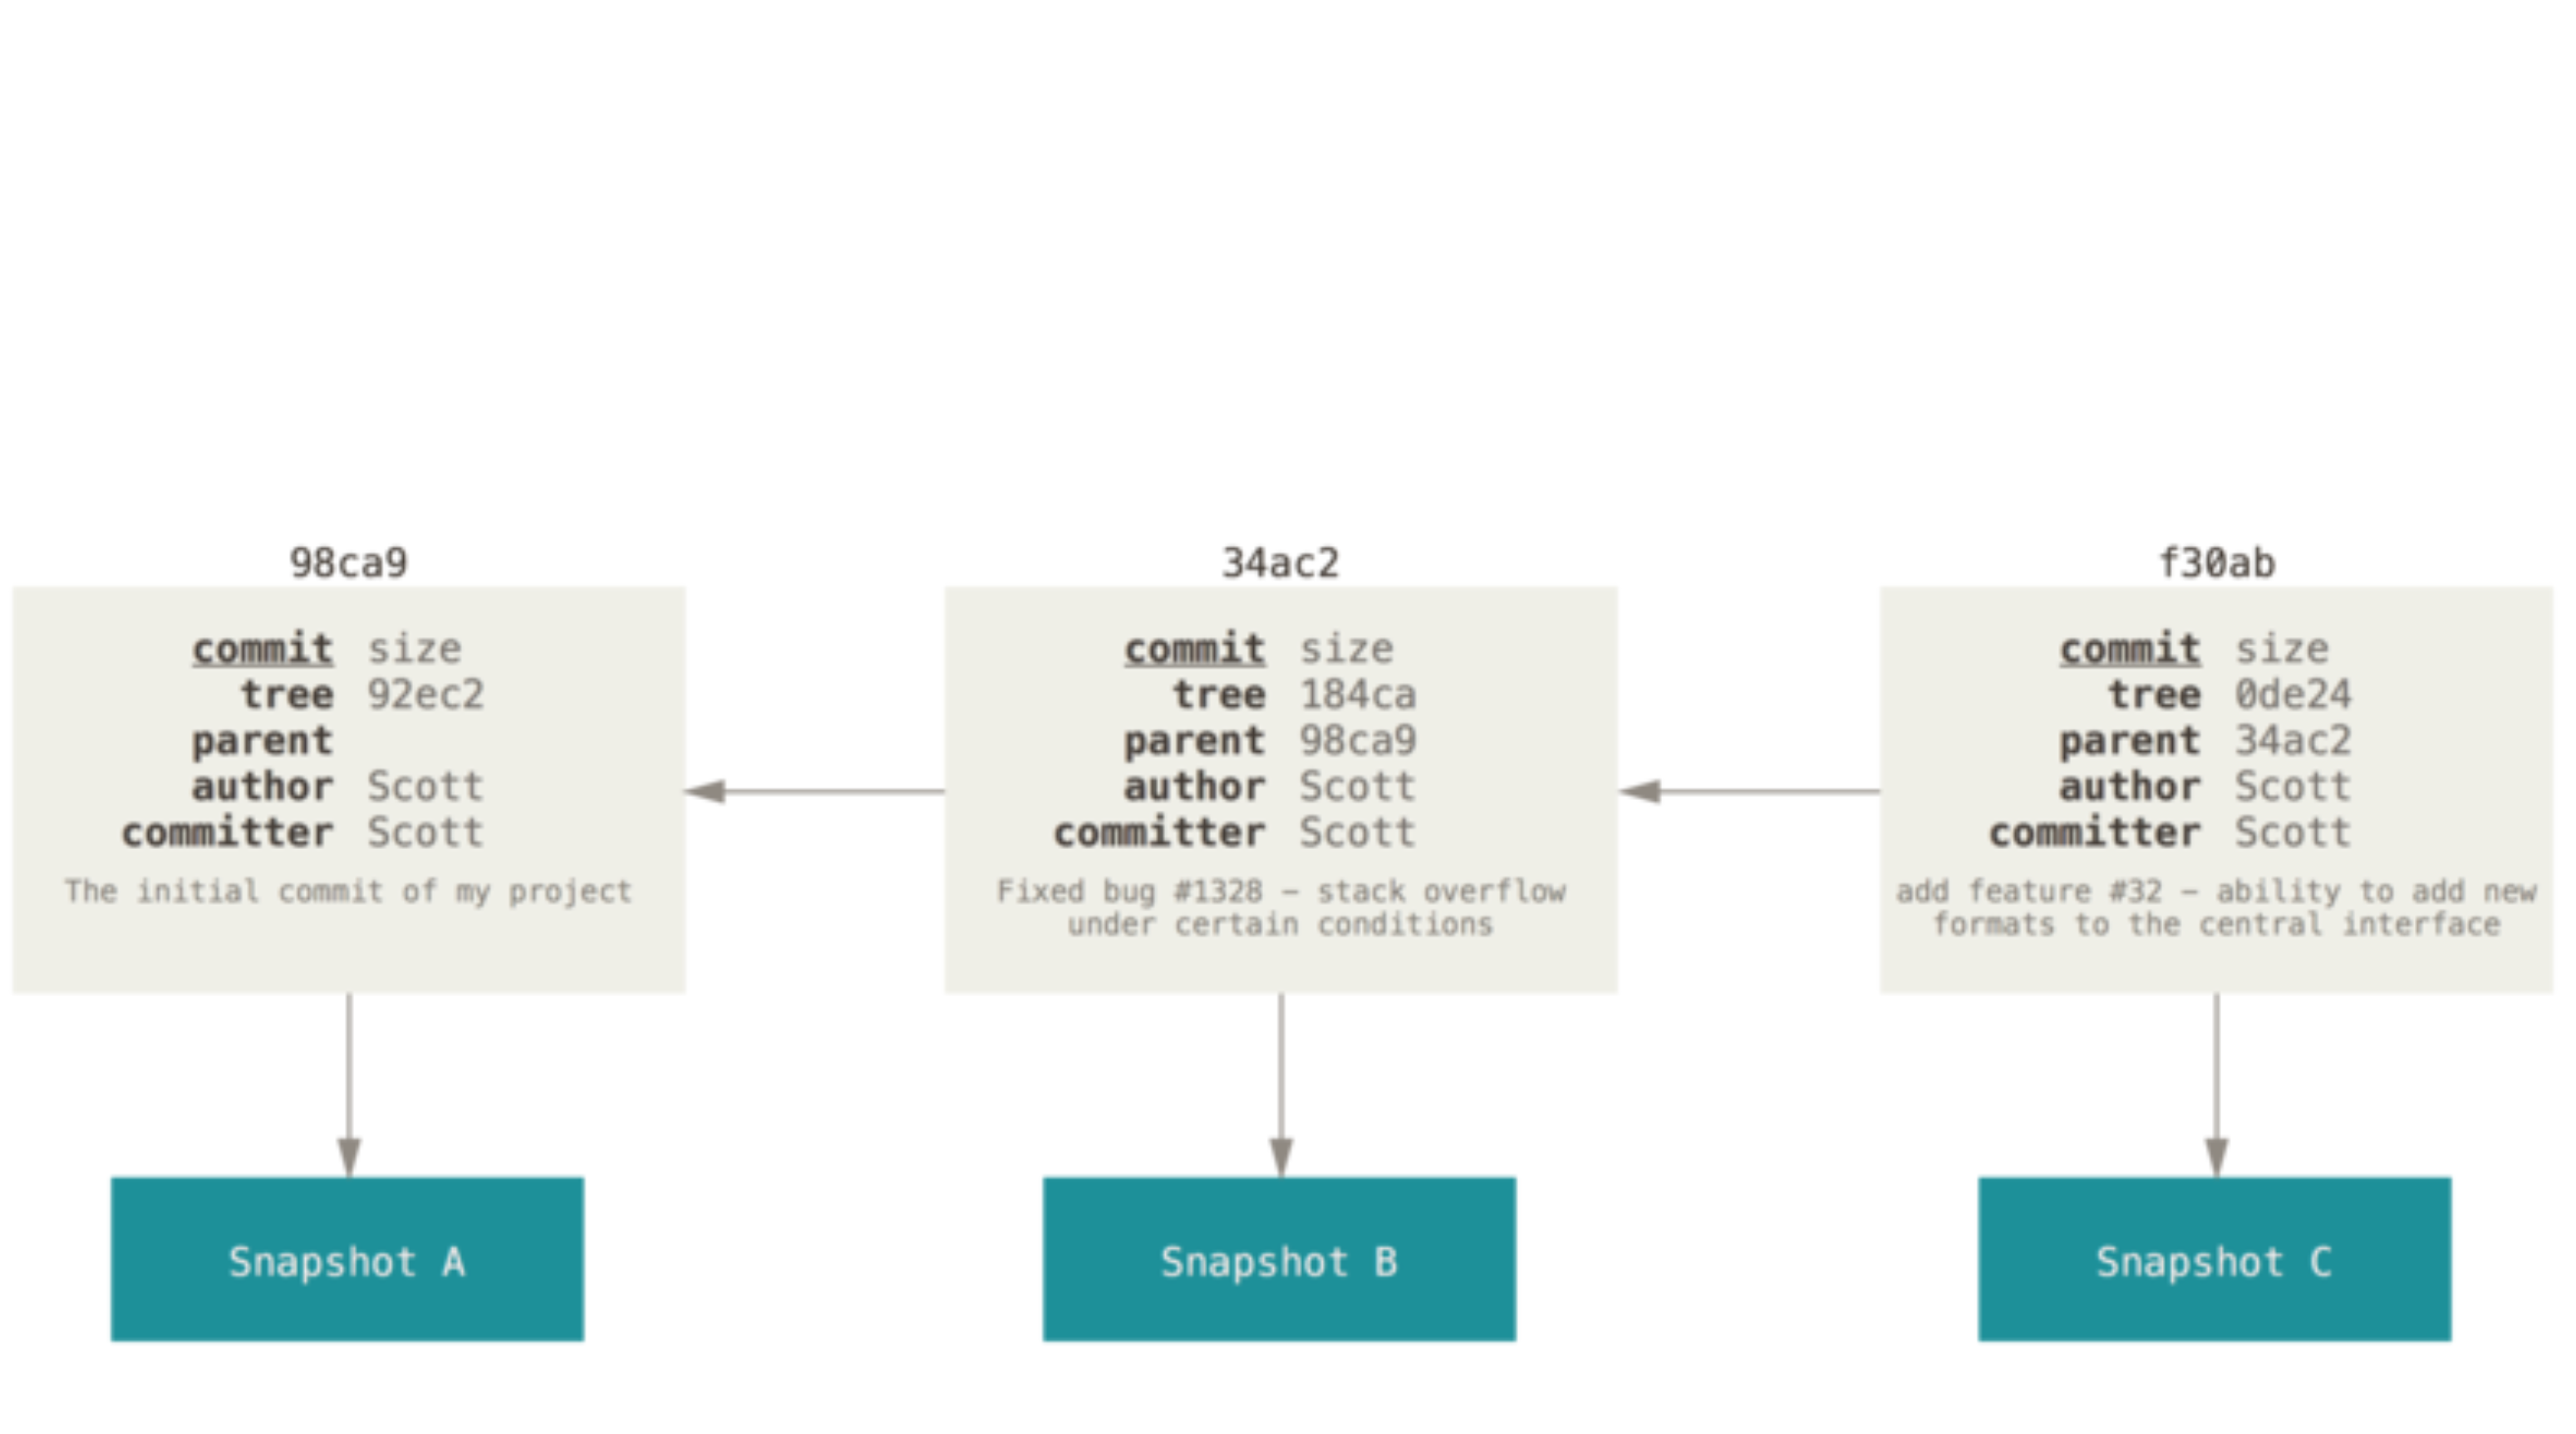 98ca9
commit size
tree 92ec2
parent
author Scott
committer Scott
The initial commit of my project
34ac2
commit size
tree 184ca
parent 98ca9
author Scott
committer Scott
Fixed bug #1328 – stack overflow
under certain conditions
f30ab
commit size
tree 0de24
parent 34ac2
author Scott
committer Scott
add feature #32 – ability to add new
formats to the central interface
Snapshot A
Snapshot B
Snapshot C